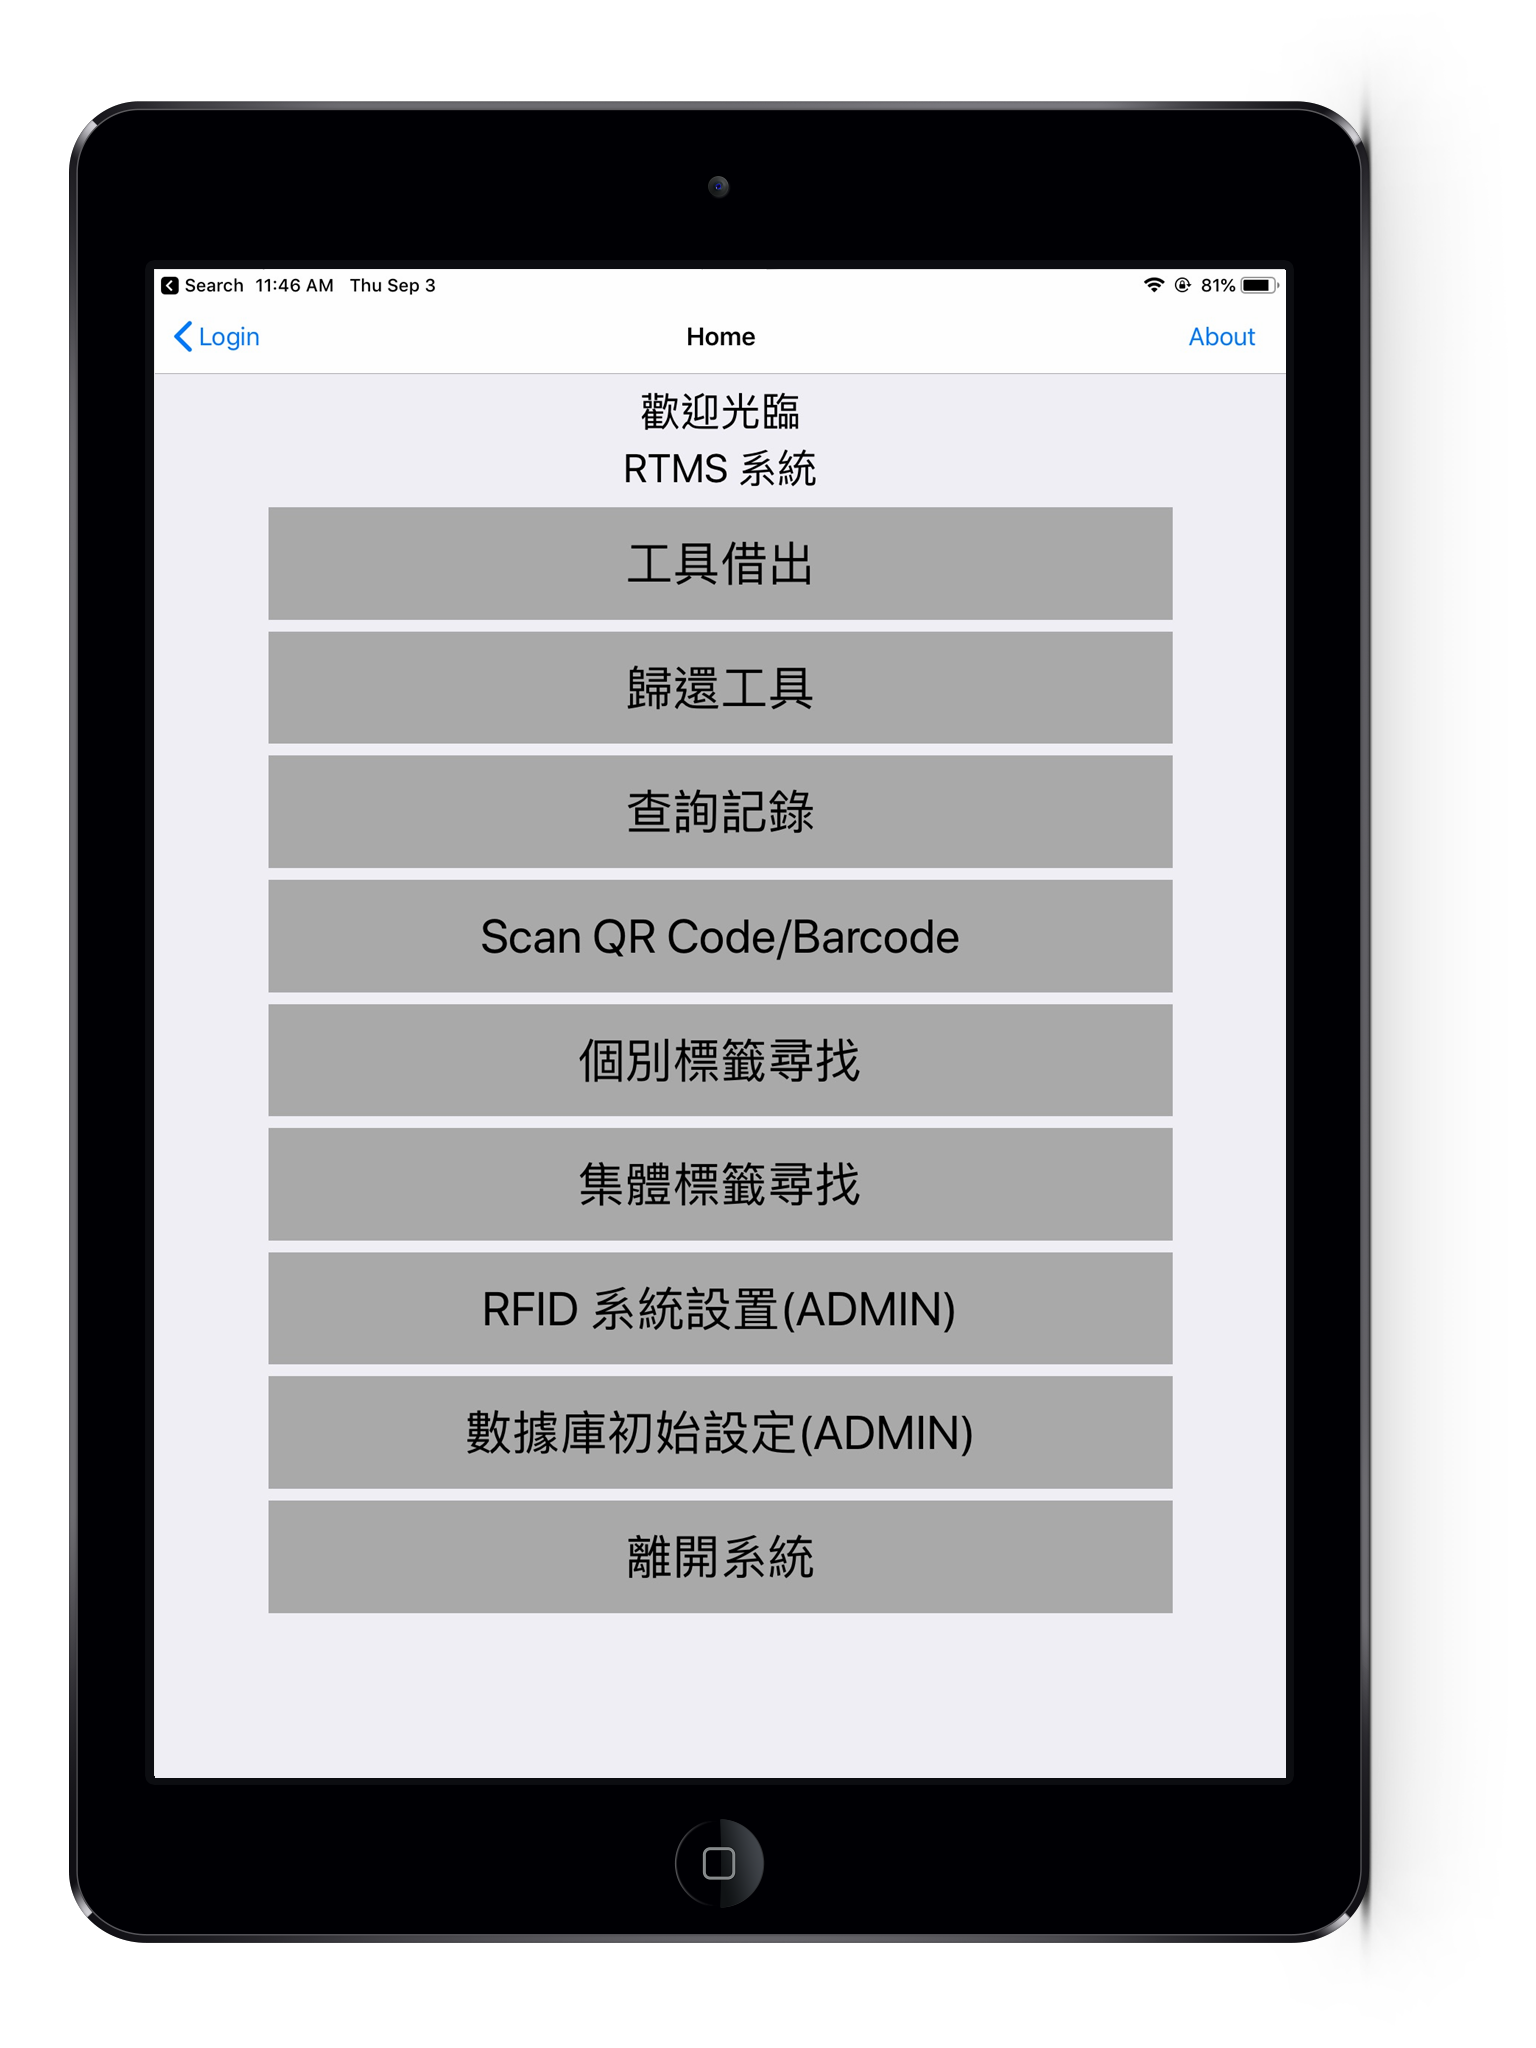 Search 11:46 AM Thu Sep 3 81%
Login Home About
歡迎光臨
RTMS 系統
工具借出
歸還工具
查詢記錄
Scan QR Code/Barcode
個別標籤尋找
集體標籤尋找
RFID 系統設置(ADMIN)
數據庫初始設定(ADMIN)
離開系統